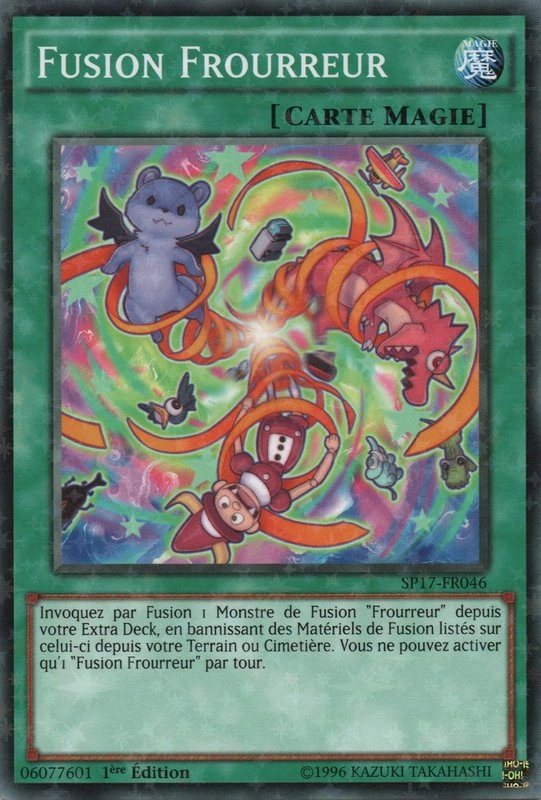 Fusion Frourreur
MAGIE
魔
[Carte Magie]
SP17-FR046
Invoquez par Fusion 1 Monstre de Fusion "Frourreur" depuis
votre Extra Deck, en bannissant des Matériels de Fusion listés sur
celui-ci depuis votre Terrain ou Cimetière. Vous ne pouvez activer
qu'1 "Fusion Frourreur" par tour.
06077601 1ère Édition
©1996 KAZUKI TAKAHASHI